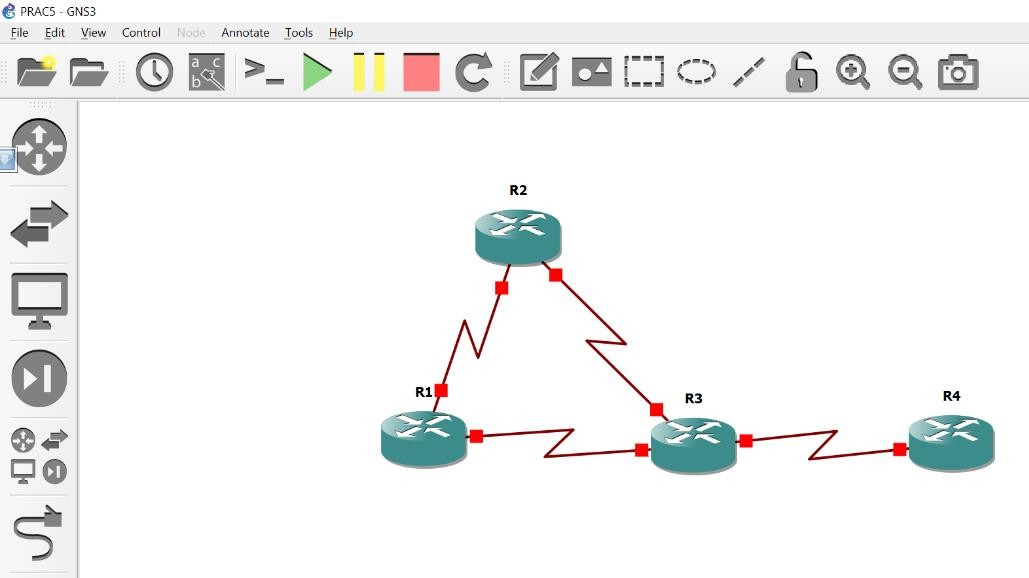 PRAC5 - GNS3
File Edit View Control Node Annotate Tools Help
a c
b
R2
R1
R3
R4